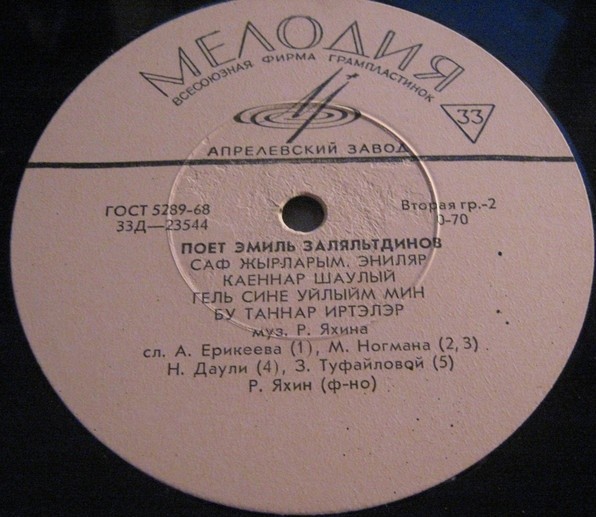 МЕЛОДИЯ
ВСЕСОЮЗНАЯ ФИРМА ГРАМПЛАСТИНОК
33
АПРЕЛЕВСКИЙ ЗАВОД
ГОСТ 5289-68
33Д—23544
Вторая гр.-2
0-70
ПОЕТ ЭМИЛЬ ЗАЛЯЛЬТДИНОВ
САФ ЖЫРЛАРЫМ. ЭНИЛЯР
КАЕННАР ШАУЛЫЙ
ГЕЛЬ СИНЕ УЙЛЫЙМ МИН
БУ ТАННАР ИРТЭЛЭР
муз. Р. Яхина
сл. А. Ерикеева (1), М. Ногмана (2, 3)
Н. Даули (4), З. Туфайловой (5)
Р. Яхин (ф-но)